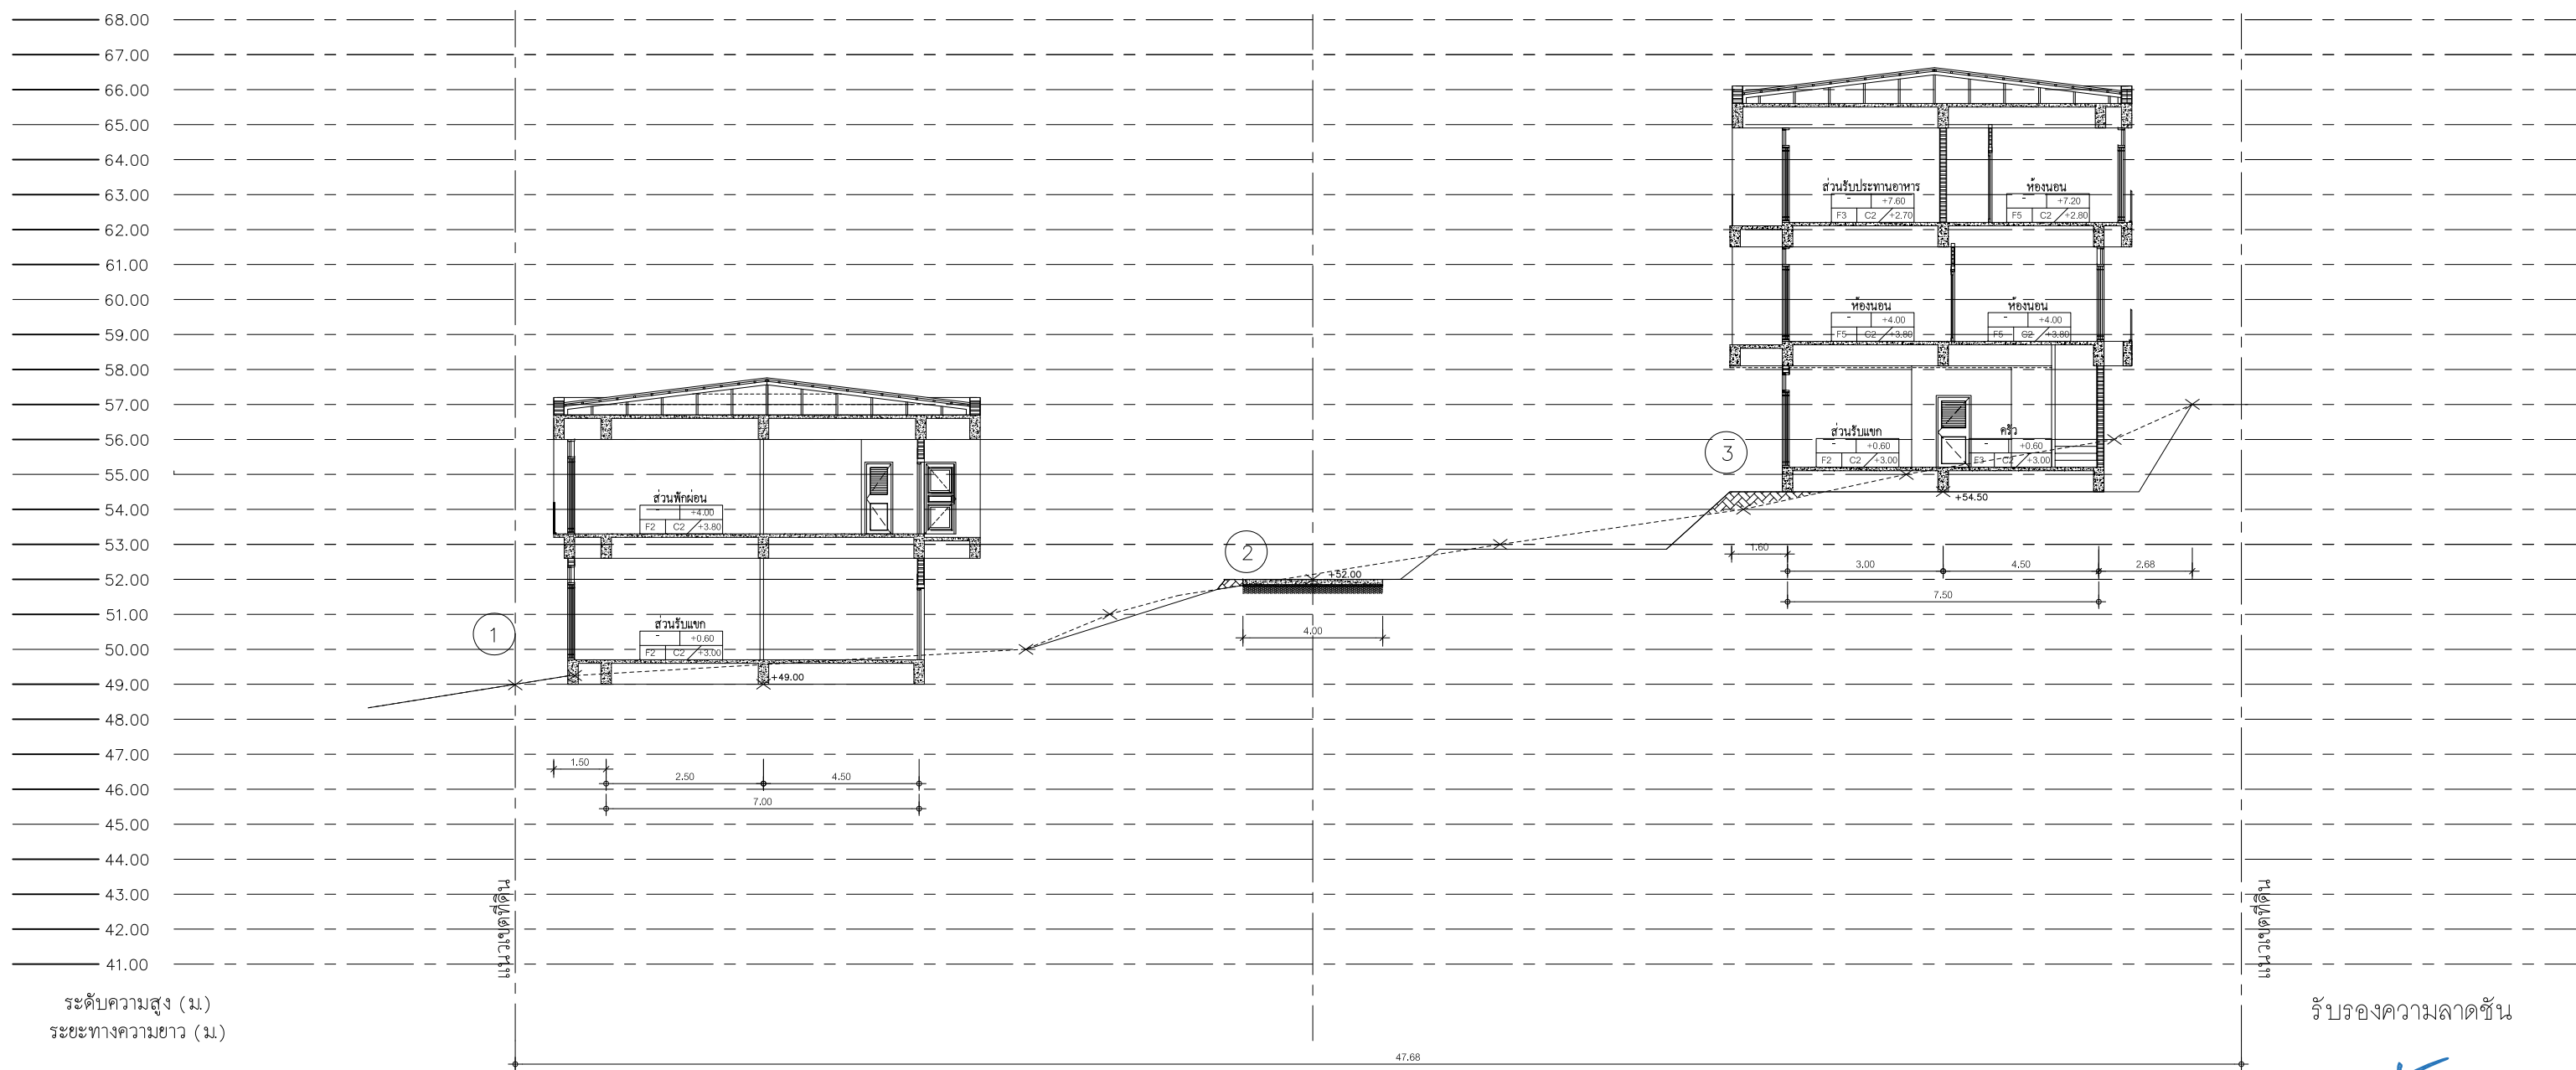 68.00
67.00
66.00
65.00
64.00
63.00
62.00
61.00
60.00
59.00
58.00
57.00
56.00
55.00
54.00
53.00
52.00
51.00
50.00
49.00
48.00
47.00
46.00
45.00
44.00
43.00
42.00
41.00
ระดับความสูง (ม.)
ระยะทางความยาว (ม.)
แนวเขตที่ดิน
1
ส่วนพักผ่อน
- +4.00
F2 C2 +3.80
ส่วนรับแขก
- +0.60
F2 C2 +3.00
+49.00
1.50
2.50
4.50
7.00
2
+52.00
4.00
3
ส่วนรับประทานอาหาร
- +7.60
F3 C2 +2.70
ห้องนอน
- +7.20
F5 C2 +2.80
ห้องนอน
- +4.00
F5 C2 +3.80
ห้องนอน
- +4.00
F5 C2 +3.80
ส่วนรับแขก
- +0.60
F2 C2 +3.00
ครัว
- +0.60
F3 C2 +3.00
+54.50
1.60
3.00
4.50
2.68
7.50
แนวเขตที่ดิน
รับรองความลาดชัน
47.68